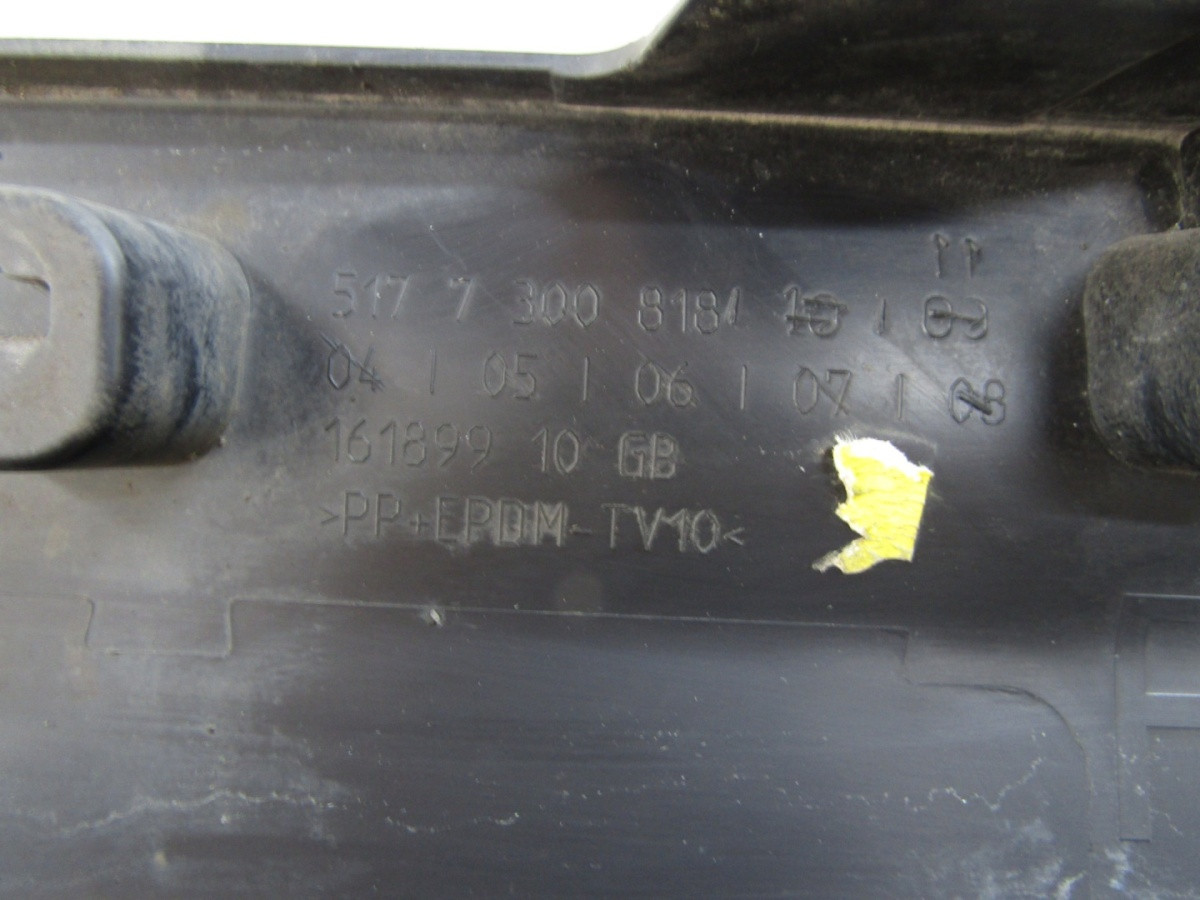 11
517 7 300 818/ 10 / 09
04 | 05 | 06 | 07 | 08
161899 10 GB
>PP+EPDM-TV10<